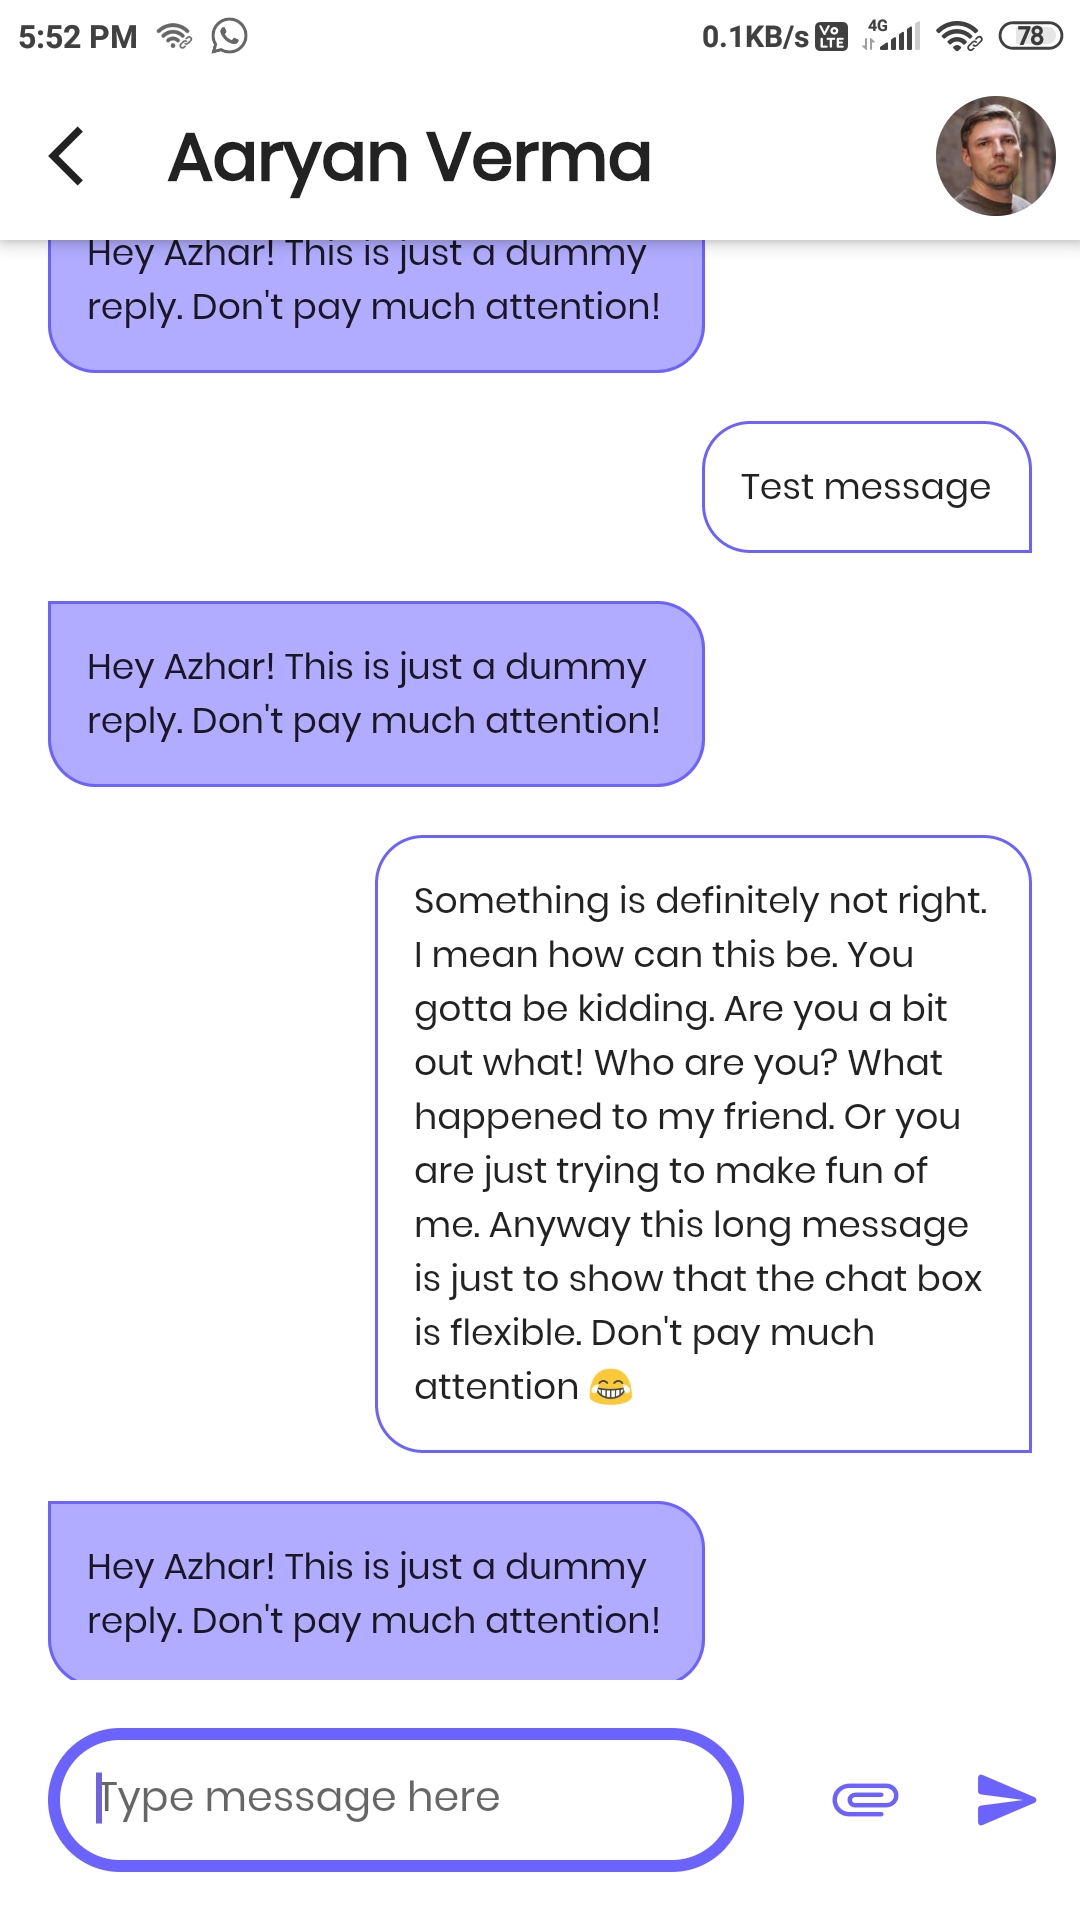 5:52 PM 0.1KB/s Vo LTE 4G 78
Aaryan Verma
Hey Azhar! This is just a dummy
reply. Don't pay much attention!
Test message
Hey Azhar! This is just a dummy
reply. Don't pay much attention!
Something is definitely not right.
I mean how can this be. You
gotta be kidding. Are you a bit
out what! Who are you? What
happened to my friend. Or you
are just trying to make fun of
me. Anyway this long message
is just to show that the chat box
is flexible. Don't pay much
attention 😂
Hey Azhar! This is just a dummy
reply. Don't pay much attention!
Type message here